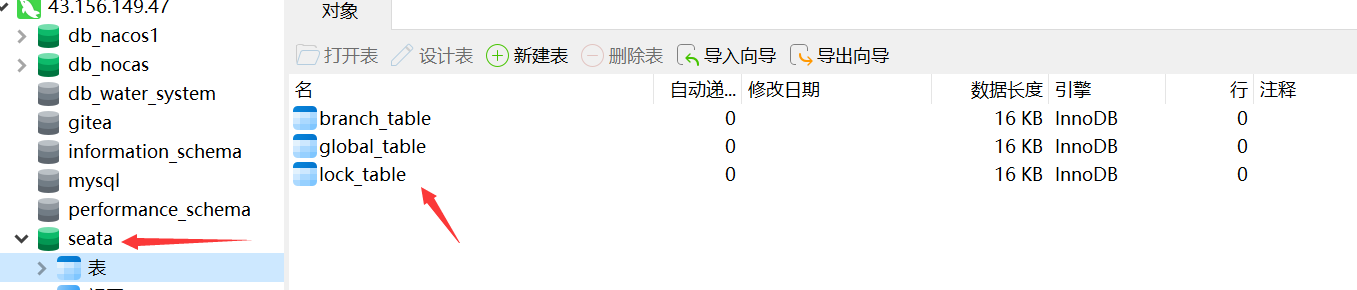 43.156.149.47
db_nacos1
db_nocas
db_water_system
gitea
information_schema
mysql
performance_schema
seata
表
对象
打开表 设计表 新建表 删除表 导入向导 导出向导
名 自动递... 修改日期 数据长度 引擎 行 注释
branch_table 0 16 KB InnoDB 0
global_table 0 16 KB InnoDB 0
lock_table 0 16 KB InnoDB 0